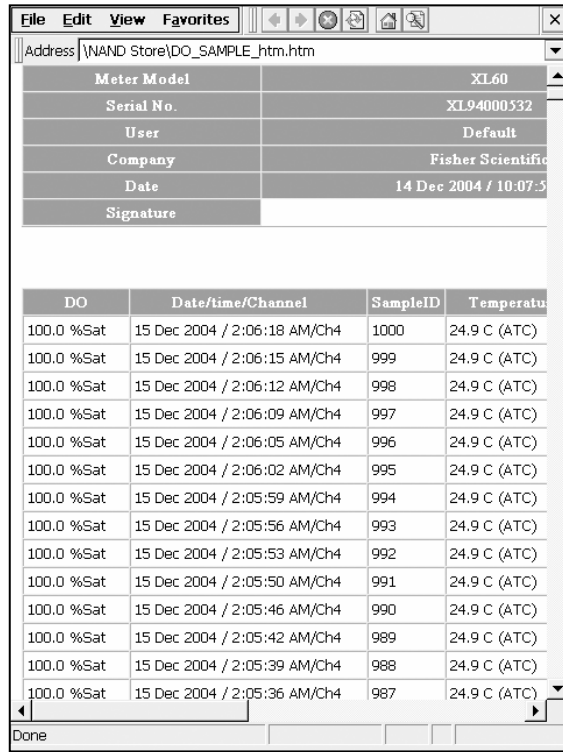 File Edit View Favorites
Address \NAND Store\DO_SAMPLE_htm.htm
Meter Model XL60
Serial No. XL94000532
User Default
Company Fisher Scientific
Date 14 Dec 2004 / 10:07:5
Signature
DO Date/time/Channel SampleID Temperatu
100.0 %Sat 15 Dec 2004 / 2:06:18 AM/Ch4 1000 24.9 C (ATC)
100.0 %Sat 15 Dec 2004 / 2:06:15 AM/Ch4 999 24.9 C (ATC)
100.0 %Sat 15 Dec 2004 / 2:06:12 AM/Ch4 998 24.9 C (ATC)
100.0 %Sat 15 Dec 2004 / 2:06:09 AM/Ch4 997 24.9 C (ATC)
100.0 %Sat 15 Dec 2004 / 2:06:05 AM/Ch4 996 24.9 C (ATC)
100.0 %Sat 15 Dec 2004 / 2:06:02 AM/Ch4 995 24.9 C (ATC)
100.0 %Sat 15 Dec 2004 / 2:05:59 AM/Ch4 994 24.9 C (ATC)
100.0 %Sat 15 Dec 2004 / 2:05:56 AM/Ch4 993 24.9 C (ATC)
100.0 %Sat 15 Dec 2004 / 2:05:53 AM/Ch4 992 24.9 C (ATC)
100.0 %Sat 15 Dec 2004 / 2:05:50 AM/Ch4 991 24.9 C (ATC)
100.0 %Sat 15 Dec 2004 / 2:05:46 AM/Ch4 990 24.9 C (ATC)
100.0 %Sat 15 Dec 2004 / 2:05:42 AM/Ch4 989 24.9 C (ATC)
100.0 %Sat 15 Dec 2004 / 2:05:39 AM/Ch4 988 24.9 C (ATC)
100.0 %Sat 15 Dec 2004 / 2:05:36 AM/Ch4 987 24.9 C (ATC)
Done